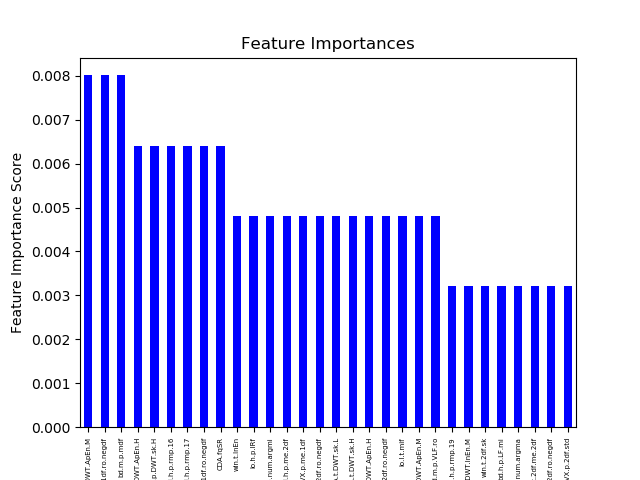 Feature Importances
Feature Importance Score
0.008
0.007
0.006
0.005
0.004
0.003
0.002
0.001
0.000
DWT.ApEn.M
1df.ro.negdf
bd.m.p.mdf
DWT.ApEn.H
.p.DWT.sk.H
.h.p.rmp.16
.h.p.rmp.17
1df.ro.negdf
CDA.fqSR
win.t.InEn
lo.h.p.IRf
.num.argmi
.h.p.me.2df
VX.p.me.1df
2df.ro.negdf
.t.DWT.sk.L
.t.DWT.sk.H
DWT.ApEn.H
2df.ro.negdf
lo.l.t.mif
DWT.ApEn.M
.m.p.VLF.ro
.h.p.rmp.19
DWT.InEn.M
win.t.2df.sk
bd.h.p.LF.mi
num.argma
.2df.me.2df
2df.ro.negdf
VX.p.2df.std